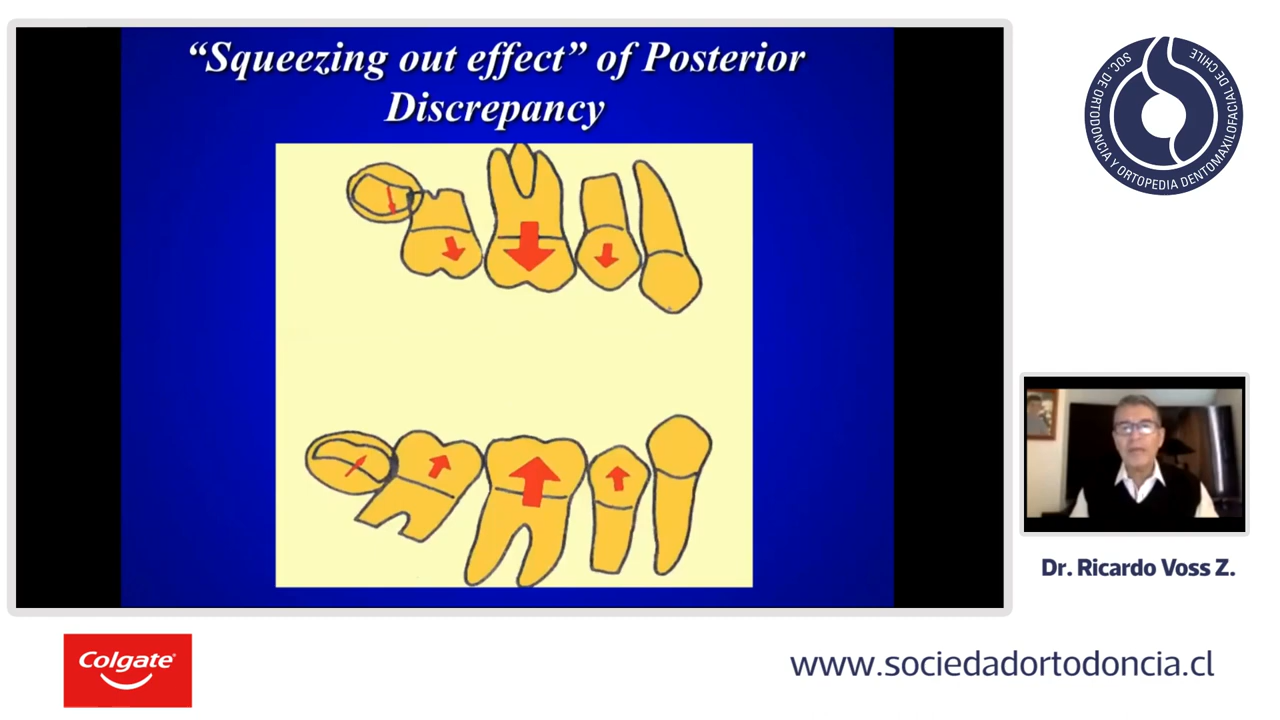 “Squeezing out effect” of Posterior
Discrepancy
SOC. DE ORTODONCIA Y ORTOPEDIA DENTOMAXILOFACIAL DE CHILE
Dr. Ricardo Voss Z.
Colgate®
www.sociedadortodoncia.cl